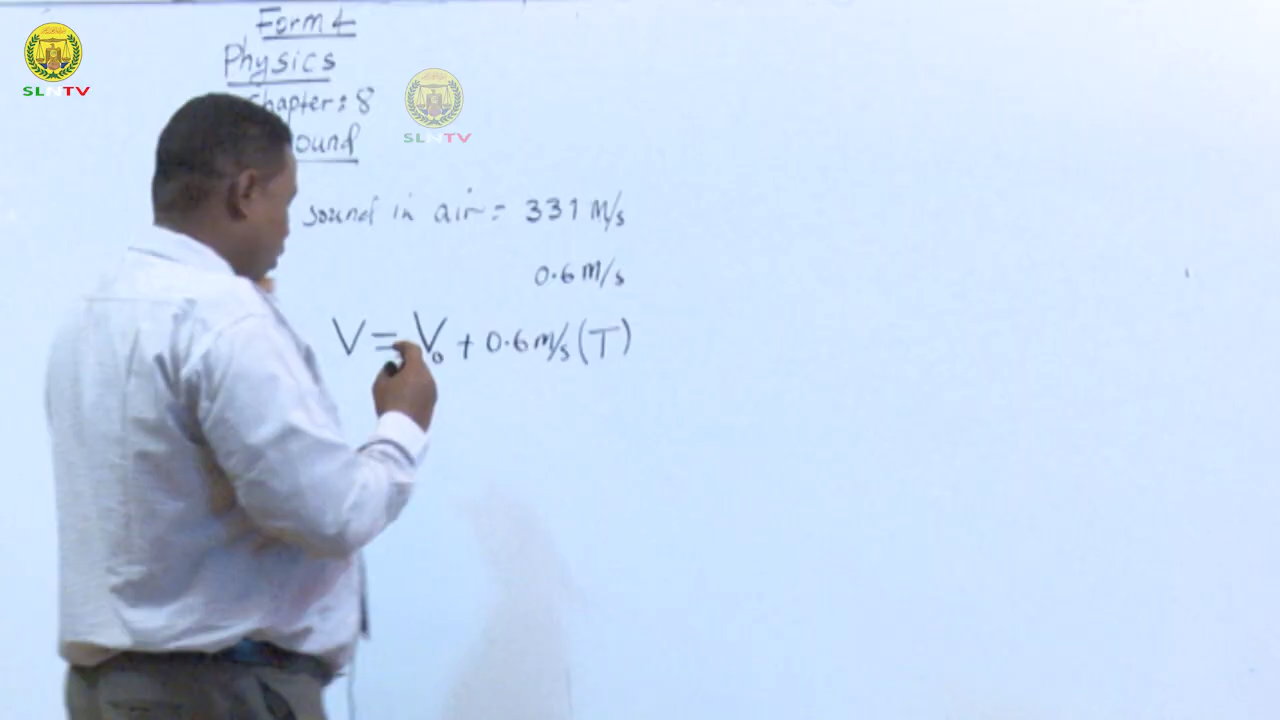 Form 4
Physics
SLNTV
chapter: 8
SLNTV
ound
sound in air = 331 M/s
0.6 m/s
V = V₀ + 0.6 m/s (T)